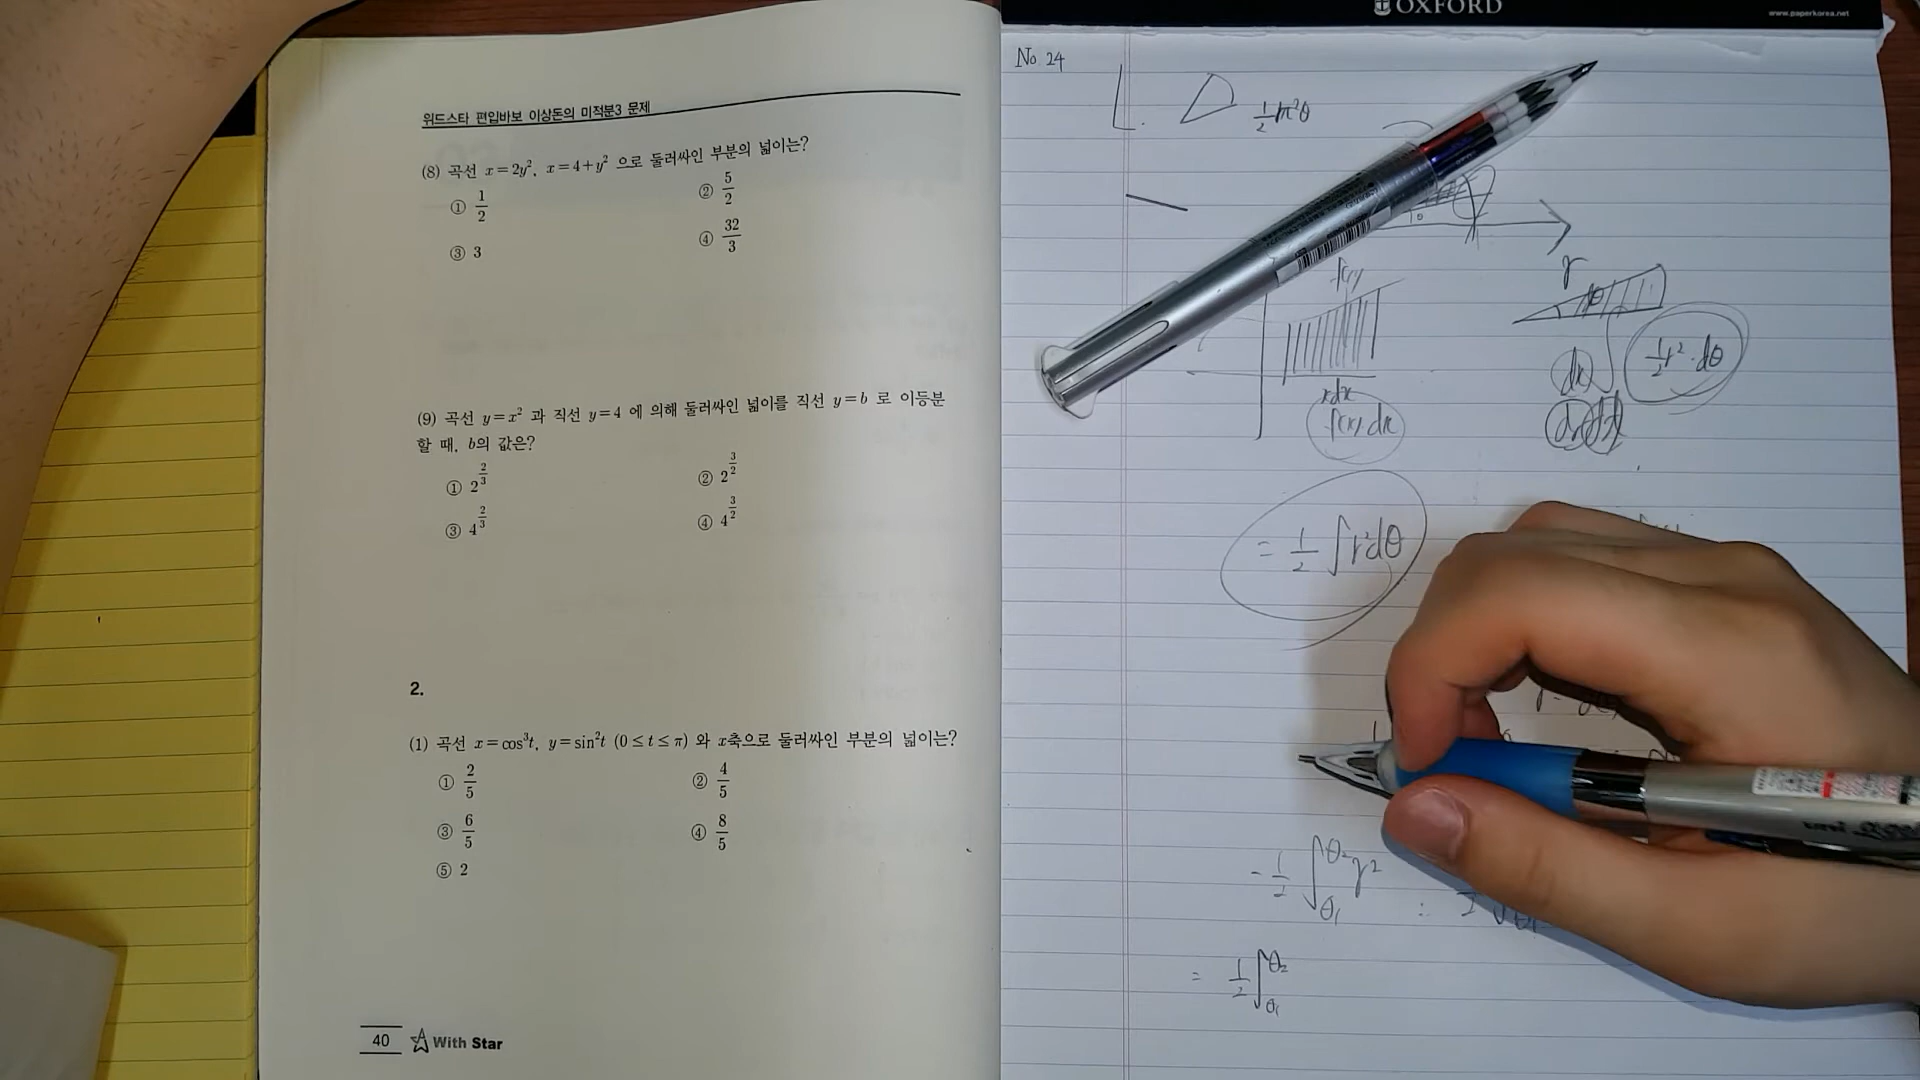 위드스타 편입바보 이상돈의 미적분3 문제
(8) 곡선 x=2y², x=4+y² 으로 둘러싸인 부분의 넓이는?
① 1/2 ② 5/2
③ 3 ④ 32/3
(9) 곡선 y=x² 과 직선 y=4 에 의해 둘러싸인 넓이를 직선 y=b 로 이등분
할 때, b의 값은?
① 2^(2/3) ② 2^(3/2)
③ 4^(2/3) ④ 4^(3/2)
2.
(1) 곡선 x=cos³t, y=sin²t (0≤t≤π) 와 x축으로 둘러싸인 부분의 넓이는?
① 2/5 ② 4/5
③ 6/5 ④ 8/5
⑤ 2
40 With Star
OXFORD
www.paperkorea.net
No. 24
1/2 r²θ
f(x)
dθ
1/2 r²·dθ
dx
f(x) dx
= 1/2 ∫r²dθ
1/2 ∫θ₁^θ₂ r²
= 1/2 ∫θ₁^θ₂
uni